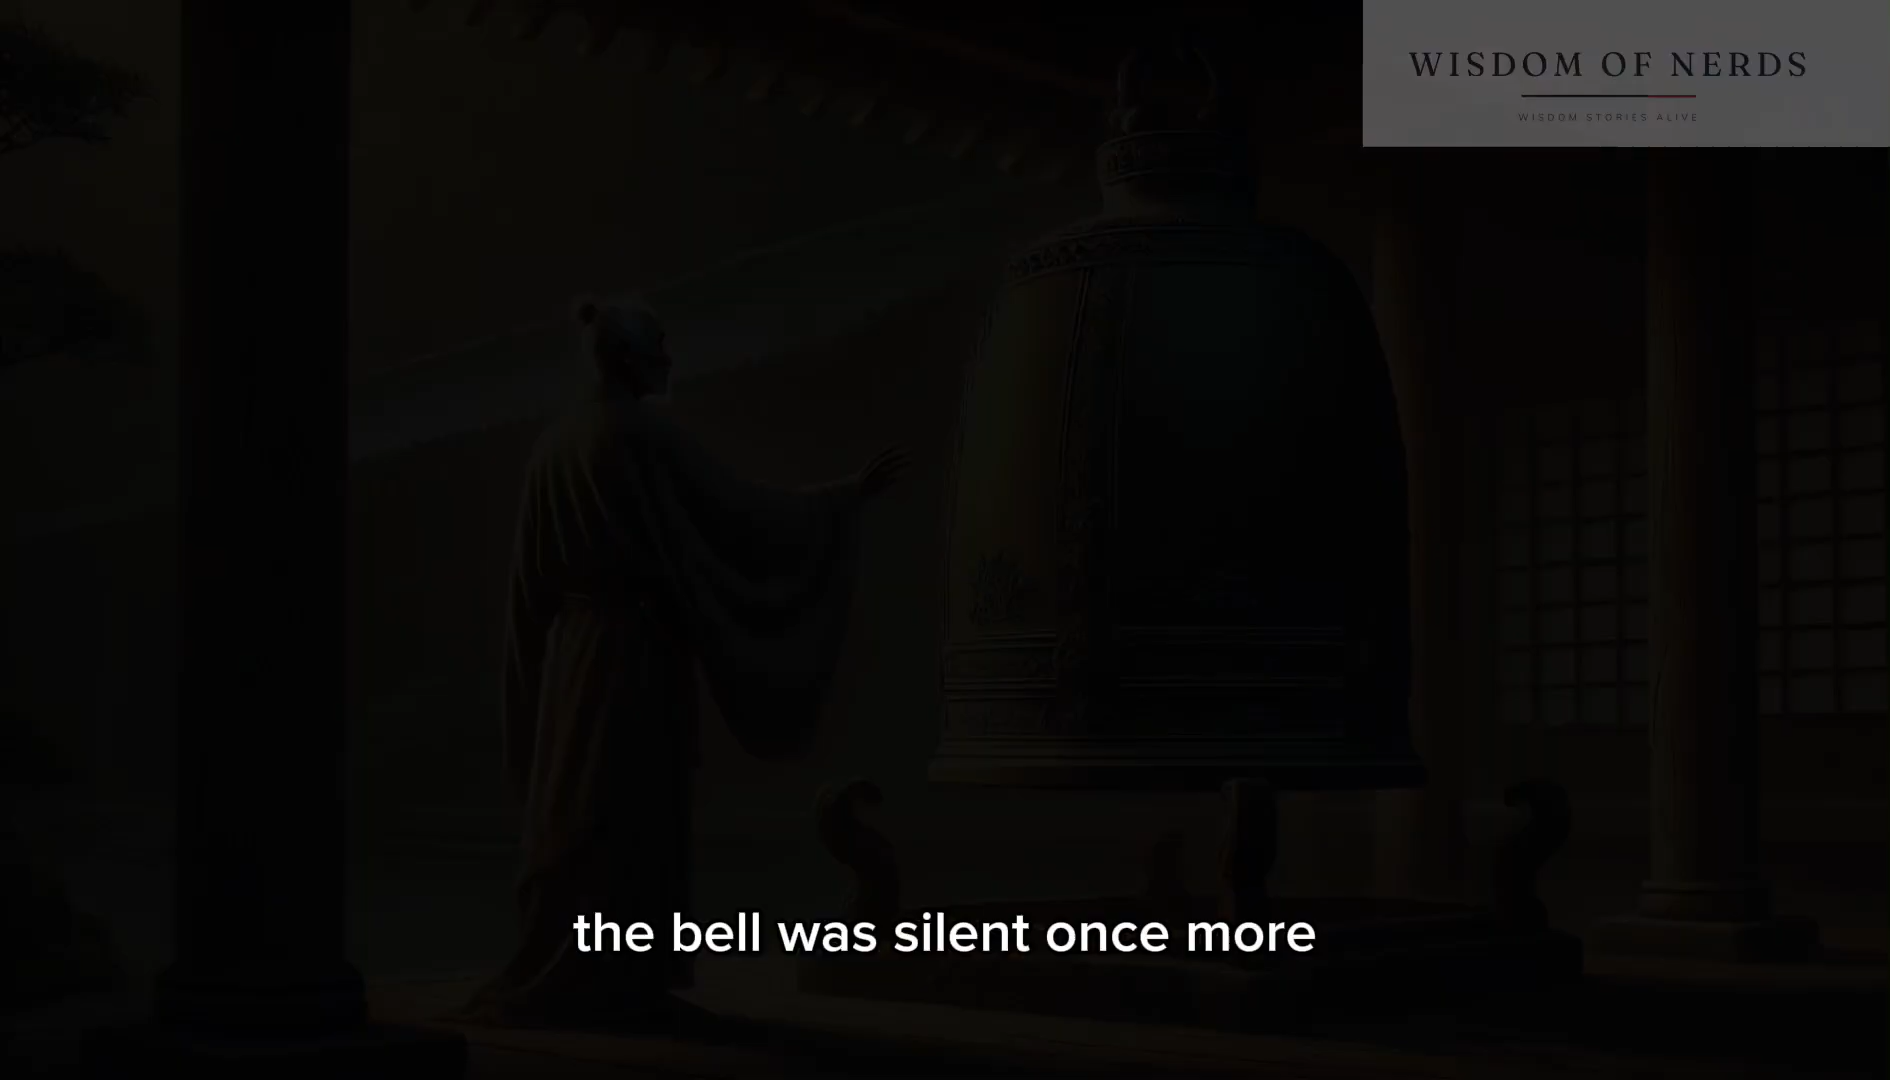 WISDOM OF NERDS
WISDOM STORIES ALIVE
the bell was silent once more